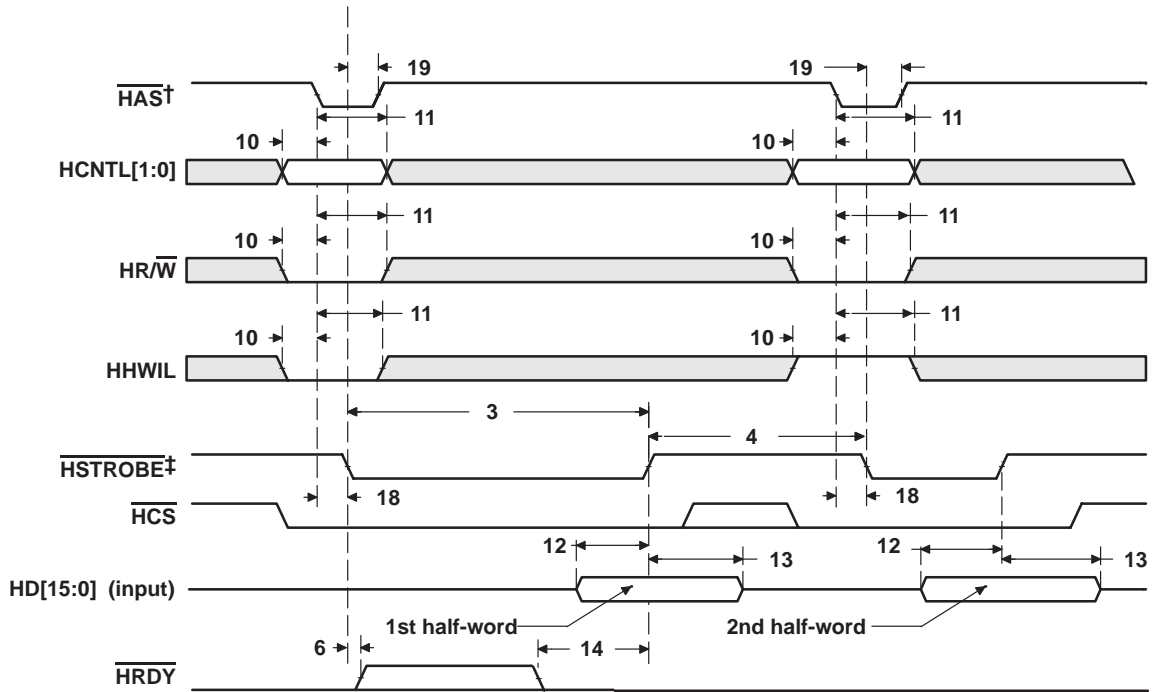 19
19
HAS†
11
11
10
10
HCNTL[1:0]
11
11
10
10
HR/W
11
11
10
10
HHWIL
3
4
HSTROBE‡
18
18
HCS
12
12
13
13
HD[15:0] (input)
1st half-word
2nd half-word
6
14
HRDY